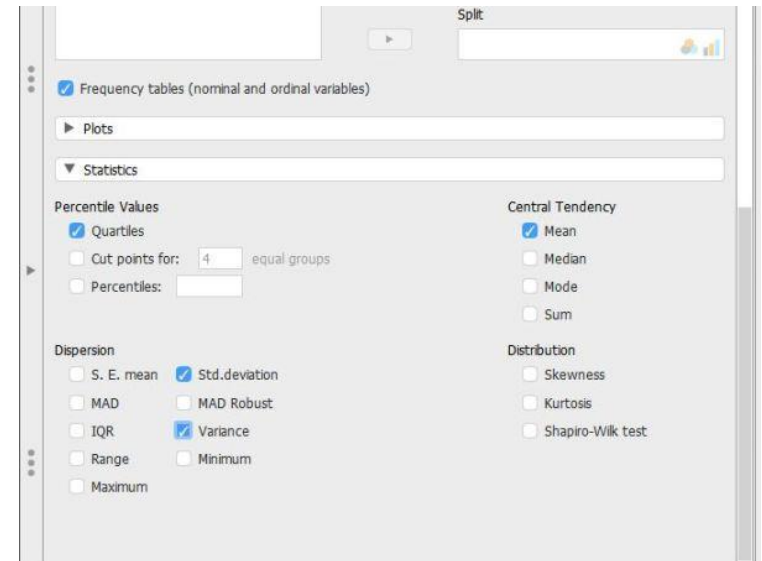 Split
Frequency tables (nominal and ordinal variables)
Plots
Statistics
Percentile Values
Quartiles
Cut points for: 4 equal groups
Percentiles:
Central Tendency
Mean
Median
Mode
Sum
Dispersion
S. E. mean Std.deviation
MAD MAD Robust
IQR Variance
Range Minimum
Maximum
Distribution
Skewness
Kurtosis
Shapiro-Wilk test